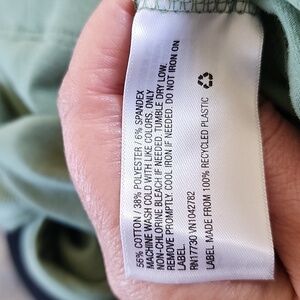 56% COTTON / 38% POLYESTER / 6% SPANDEX
MACHINE WASH COLD WITH LIKE COLORS. ONLY
NON-CHLORINE BLEACH IF NEEDED. TUMBLE DRY LOW.
REMOVE PROMPTLY. COOL IRON IF NEEDED. DO NOT IRON ON
LABEL.
RN17730 VN1042782
LABEL MADE FROM 100% RECYCLED PLASTIC